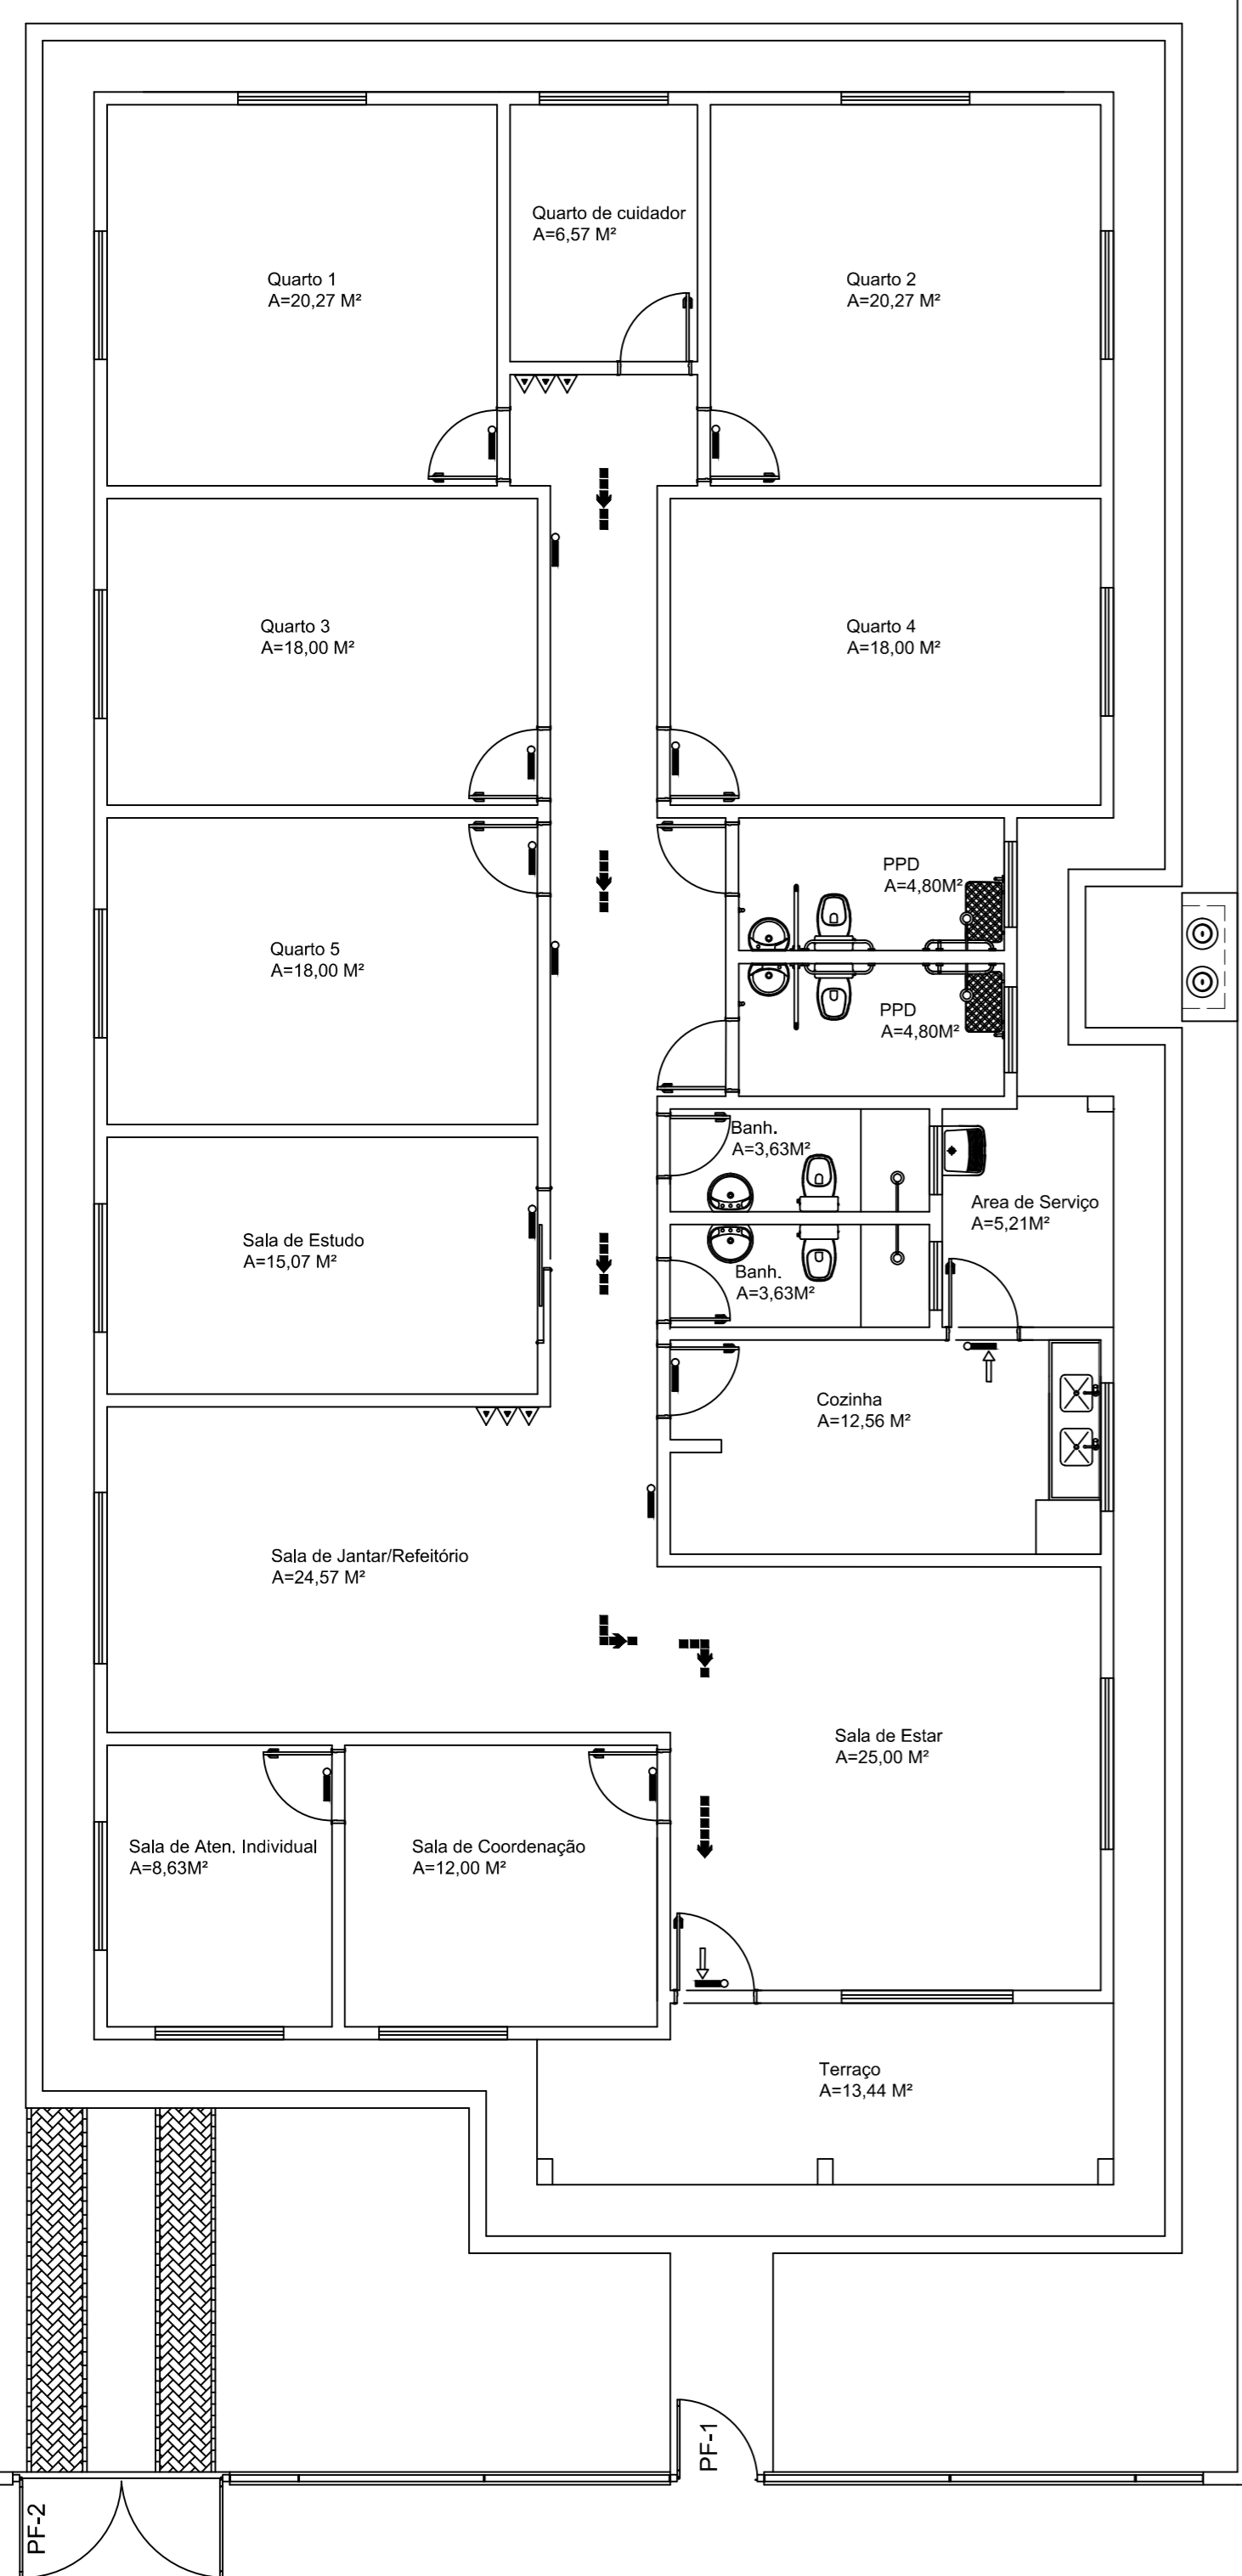 Quarto de cuidador
A=6,57 M²
Quarto 1
A=20,27 M²
Quarto 2
A=20,27 M²
Quarto 3
A=18,00 M²
Quarto 4
A=18,00 M²
PPD
A=4,80M²
Quarto 5
A=18,00 M²
PPD
A=4,80M²
Banh.
A=3,63M²
Area de Serviço
A=5,21M²
Sala de Estudo
A=15,07 M²
Banh.
A=3,63M²
Cozinha
A=12,56 M²
Sala de Jantar/Refeitório
A=24,57 M²
Sala de Estar
A=25,00 M²
Sala de Aten. Individual
A=8,63M²
Sala de Coordenação
A=12,00 M²
Terraço
A=13,44 M²
PF-1
PF-2